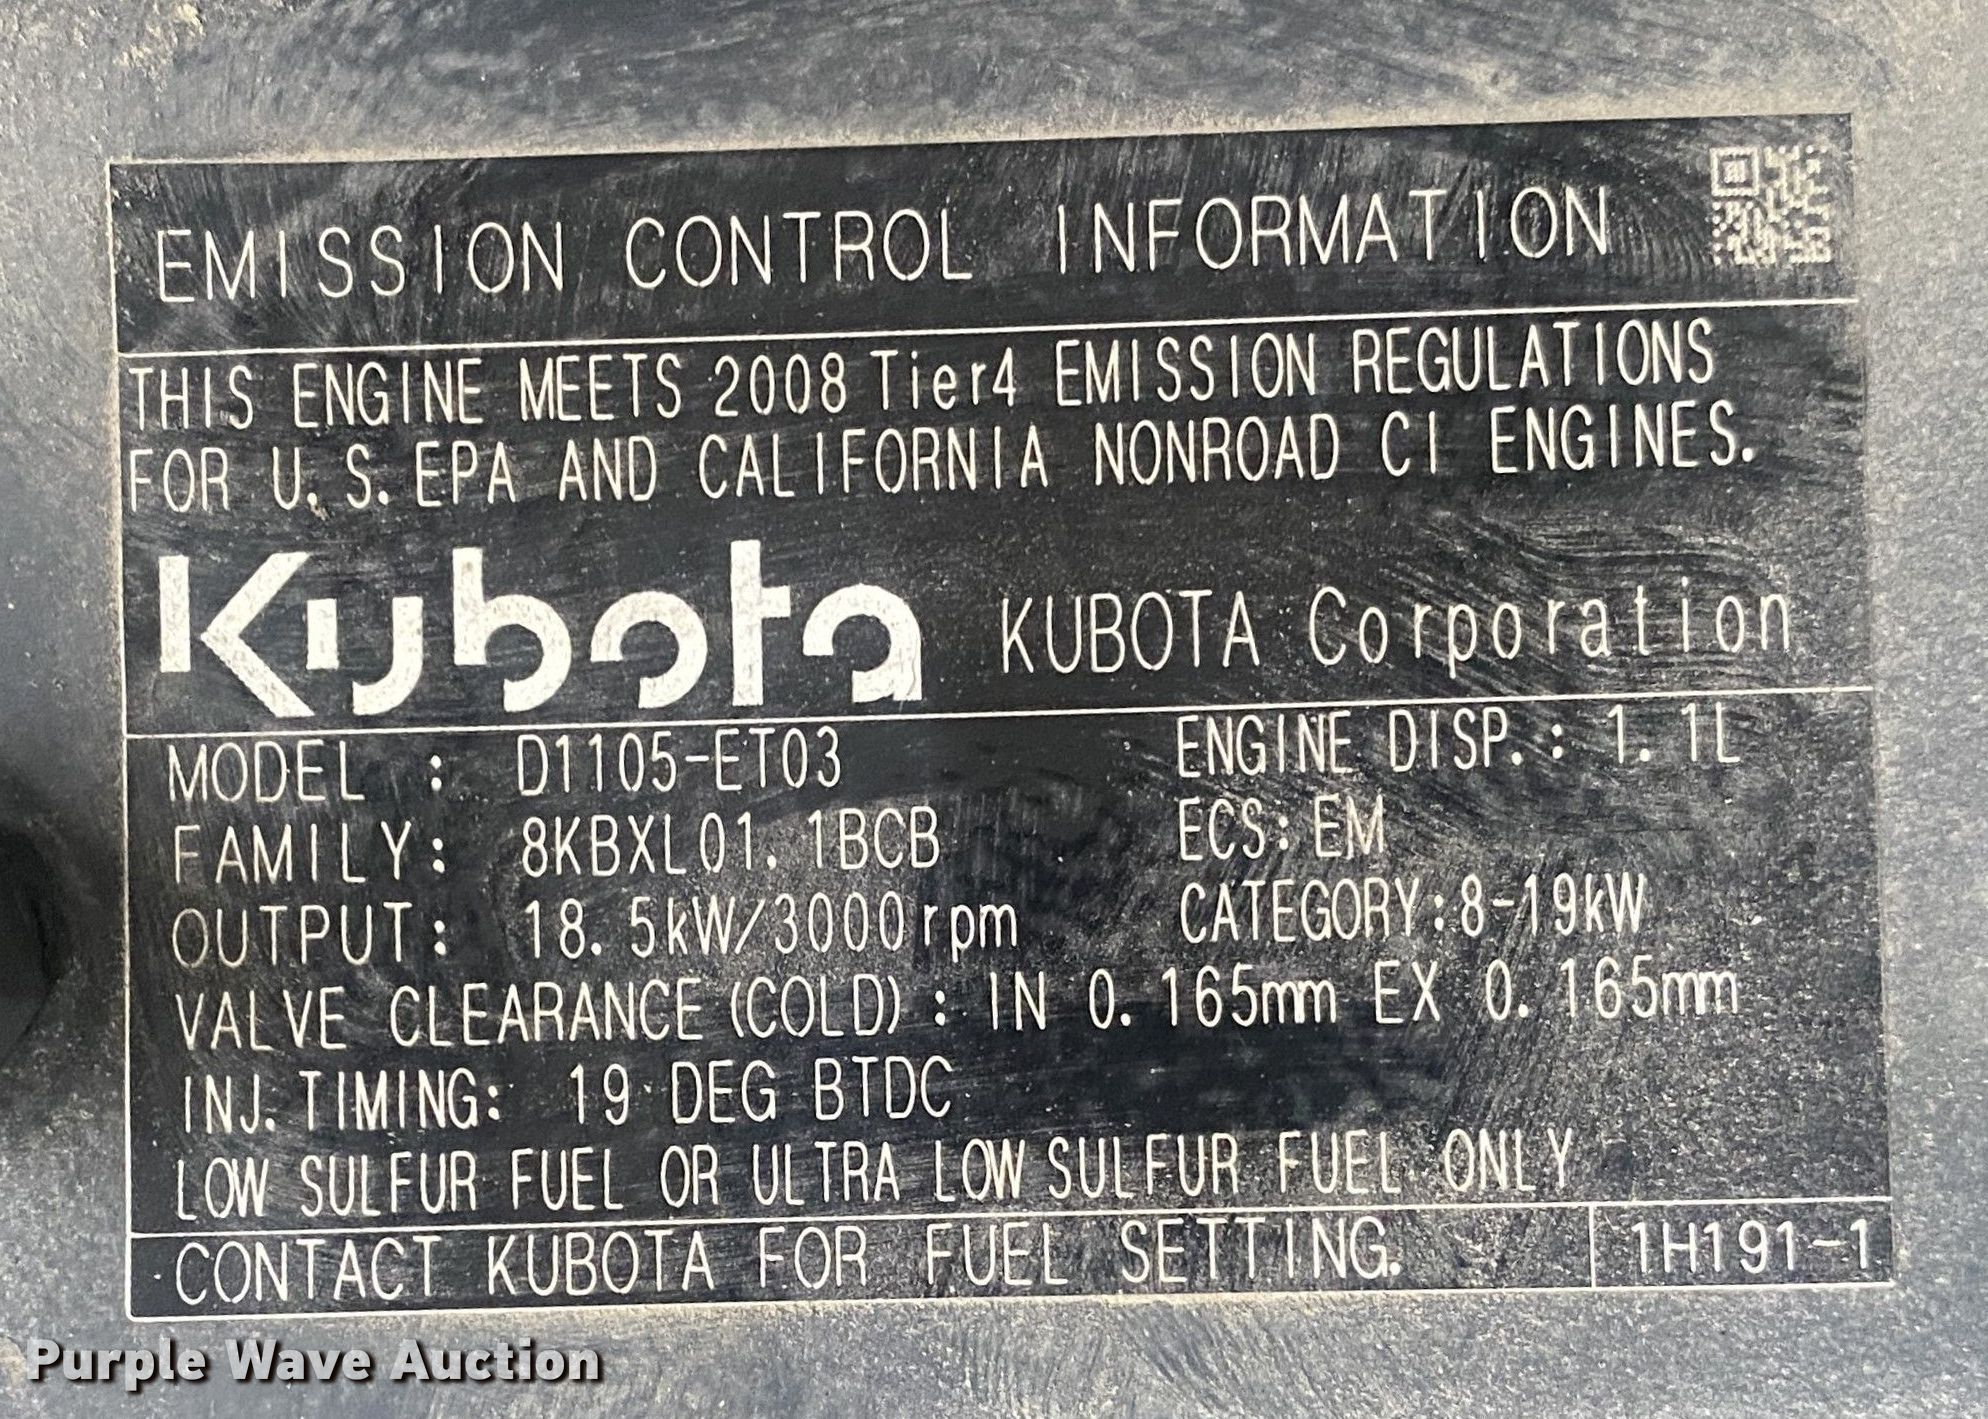 EMISSION CONTROL INFORMATION
THIS ENGINE MEETS 2008 Tier4 EMISSION REGULATIONS
FOR U.S.EPA AND CALIFORNIA NONROAD CI ENGINES.
Kubota KUBOTA Corporation
MODEL : D1105-ET03 ENGINE DISP.: 1.1L
FAMILY: 8KBXL01.1BCB ECS: EM
OUTPUT: 18.5kW/3000rpm CATEGORY:8-19kW
VALVE CLEARANCE (COLD) : IN 0.165mm EX 0.165mm
INJ.TIMING: 19 DEG BTDC
LOW SULFUR FUEL OR ULTRA LOW SULFUR FUEL ONLY
CONTACT KUBOTA FOR FUEL SETTING. 1H191-1
Purple Wave Auction